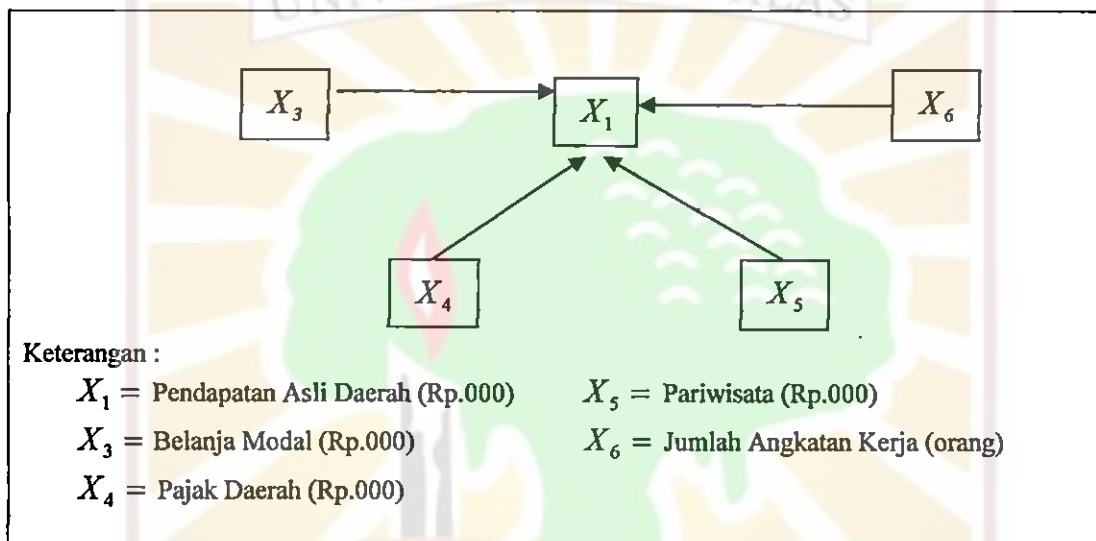 X₃ X₁ X₆
X₄ X₅
Keterangan :
X₁ = Pendapatan Asli Daerah (Rp.000) X₅ = Pariwisata (Rp.000)
X₃ = Belanja Modal (Rp.000) X₆ = Jumlah Angkatan Kerja (orang)
X₄ = Pajak Daerah (Rp.000)